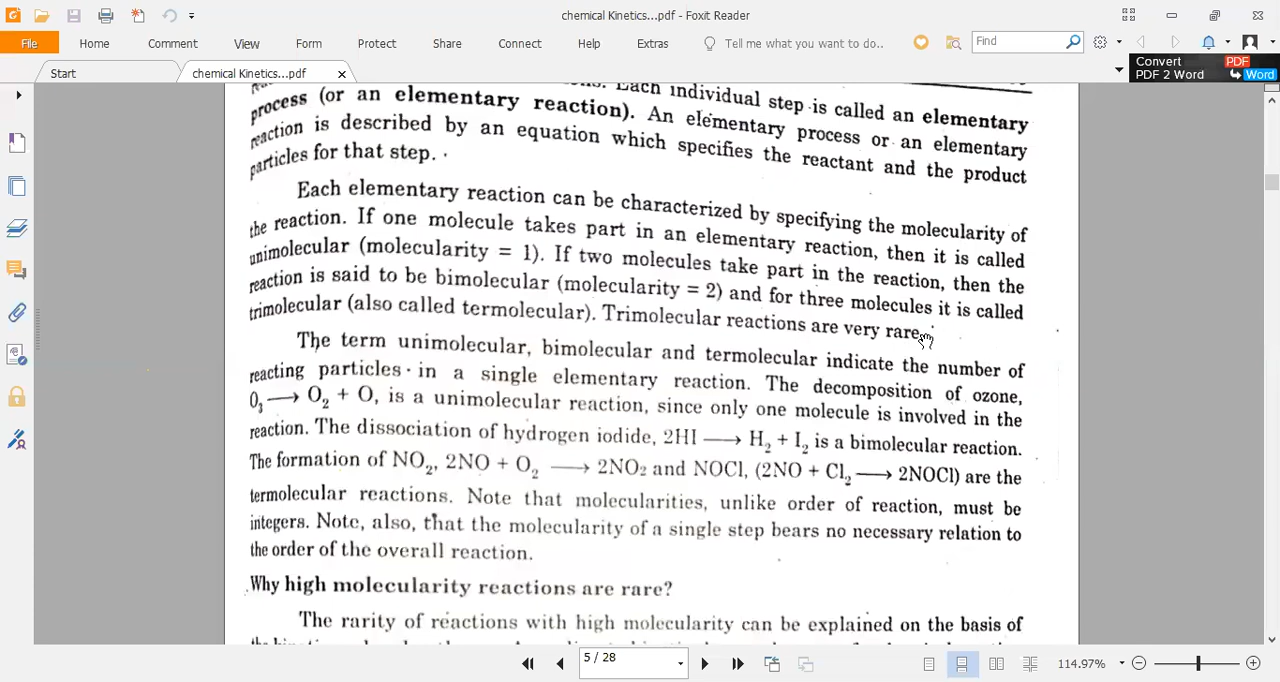 chemical Kinetics...pdf - Foxit Reader
File Home Comment View Form Protect Share Connect Help Extras Tell me what you want to do.. Find
Start chemical Kinetics...pdf
Convert PDF
PDF 2 Word Word
Each individual step is called an elementary
process (or an elementary reaction). An elementary process or an elementary
reaction is described by an equation which specifies the reactant and the product
particles for that step.
Each elementary reaction can be characterized by specifying the molecularity of
the reaction. If one molecule takes part in an elementary reaction, then it is called
unimolecular (molecularity = 1). If two molecules take part in the reaction, then the
reaction is said to be bimolecular (molecularity = 2) and for three molecules it is called
trimolecular (also called termolecular). Trimolecular reactions are very rare.
The term unimolecular, bimolecular and termolecular indicate the number of
reacting particles in a single elementary reaction. The decomposition of ozone,
O₃ ⟶ O₂ + O, is a unimolecular reaction, since only one molecule is involved in the
reaction. The dissociation of hydrogen iodide, 2HI ⟶ H₂ + I₂ is a bimolecular reaction.
The formation of NO₂, 2NO + O₂ ⟶ 2NO₂ and NOCl, (2NO + Cl₂ ⟶ 2NOCl) are the
termolecular reactions. Note that molecularities, unlike order of reaction, must be
integers. Note, also, that the molecularity of a single step bears no necessary relation to
the order of the overall reaction.
Why high molecularity reactions are rare?
The rarity of reactions with high molecularity can be explained on the basis of
5 / 28
114.97%